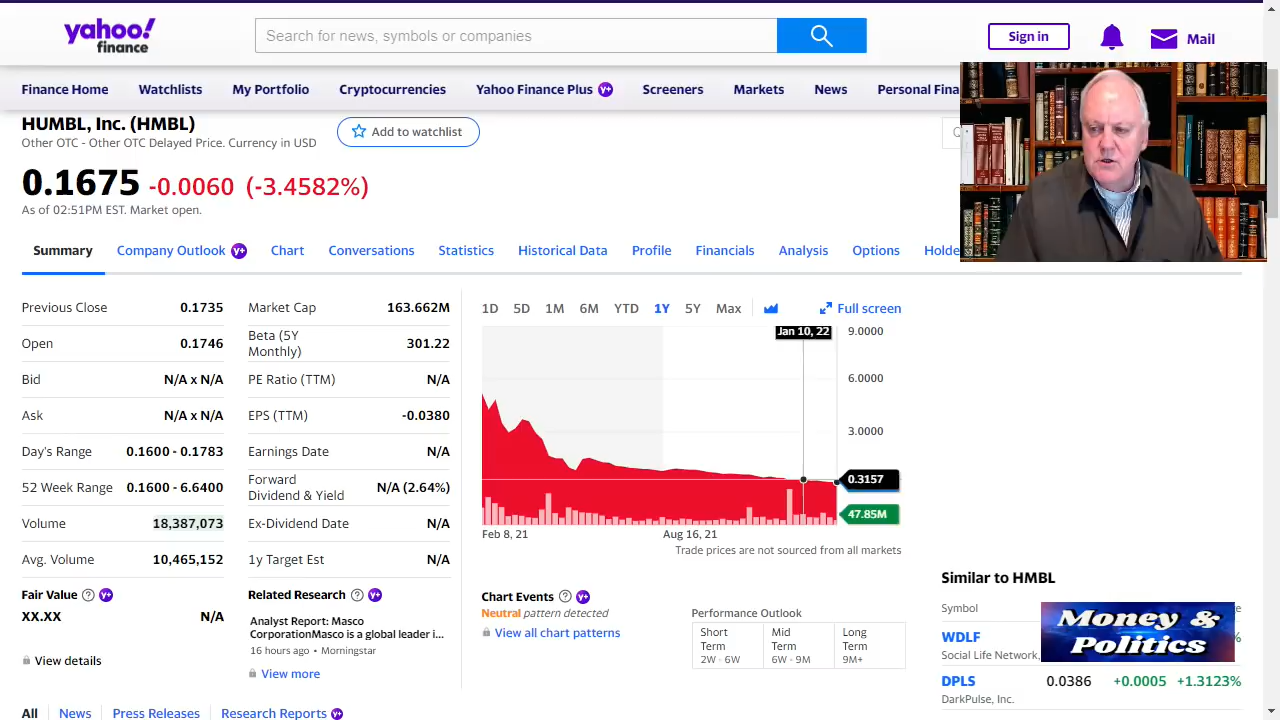 yahoo!
finance
Search for news, symbols or companies
Sign in
Mail
Finance Home
Watchlists
My Portfolio
Cryptocurrencies
Yahoo Finance Plus
Y+
Screeners
Markets
News
Personal Fina
HUMBL, Inc. (HMBL)
Other OTC - Other OTC Delayed Price. Currency in USD
Add to watchlist
0.1675 -0.0060 (-3.4582%)
As of 02:51PM EST. Market open.
Summary
Company Outlook
Y+
Chart
Conversations
Statistics
Historical Data
Profile
Financials
Analysis
Options
Holde
Previous Close 0.1735
Open 0.1746
Bid N/A x N/A
Ask N/A x N/A
Day's Range 0.1600 - 0.1783
52 Week Range 0.1600 - 6.6400
Volume 18,387,073
Avg. Volume 10,465,152
Market Cap 163.662M
Beta (5Y
Monthly) 301.22
PE Ratio (TTM) N/A
EPS (TTM) -0.0380
Earnings Date N/A
Forward
Dividend & Yield N/A (2.64%)
Ex-Dividend Date N/A
1y Target Est N/A
Fair Value
Y+
XX.XX N/A
View details
Related Research
Y+
Analyst Report: Masco
CorporationMasco is a global leader i...
16 hours ago • Morningstar
View more
1D 5D 1M 6M YTD 1Y 5Y Max
Full screen
Jan 10, 22
9.0000
6.0000
3.0000
0.3157
47.85M
Feb 8, 21
Aug 16, 21
Trade prices are not sourced from all markets
Chart Events
Y+
Neutral pattern detected
View all chart patterns
Performance Outlook
Short
Term
2W - 6W
Mid
Term
6W - 9M
Long
Term
9M+
Similar to HMBL
Symbol
WDLF
Social Life Network,
%
DPLS 0.0386 +0.0005 +1.3123%
DarkPulse, Inc.
Money &
Politics
All
News
Press Releases
Research Reports
Y+